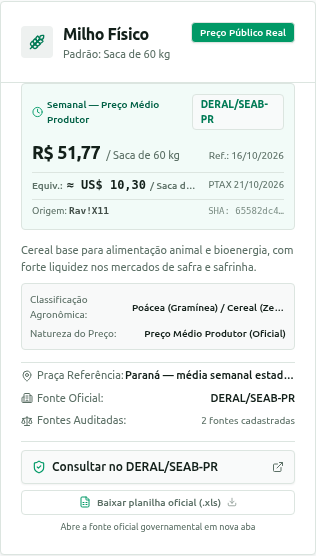 Milho Físico
Preço Público Real
Padrão: Saca de 60 kg
Semanal — Preço Médio
Produtor
DERAL/SEAB-
PR
R$ 51,77 / Saca de 60 kg
Ref.: 16/10/2026
Equiv.: ≈ US$ 10,30 / Saca d...
PTAX 21/10/2026
Origem: Rav!X11
SHA: 65582dc4…
Cereal base para alimentação animal e bioenergia, com
forte liquidez nos mercados de safra e safrinha.
Classificação
Agronômica:
Poácea (Gramínea) / Cereal (Ze...
Natureza do Preço:
Preço Médio Produtor (Oficial)
Praça Referência: Paraná — média semanal estad...
Fonte Oficial:
DERAL/SEAB-PR
Fontes Auditadas:
2 fontes cadastradas
Consultar no DERAL/SEAB-PR
Baixar planilha oficial (.xls)
Abre a fonte oficial governamental em nova aba